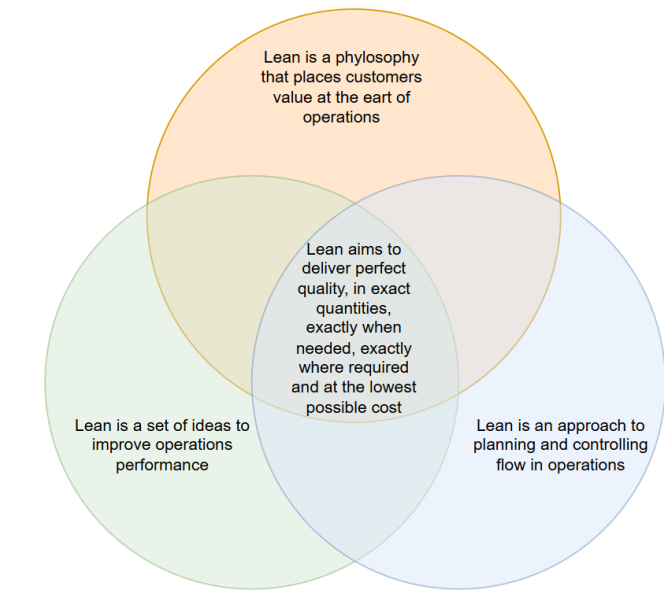 Lean is a phylosophy
that places customers
value at the eart of
operations
Lean aims to
deliver perfect
quality, in exact
quantities,
exactly when
needed, exactly
where required
and at the lowest
possible cost
Lean is a set of ideas to
improve operations
performance
Lean is an approach to
planning and controlling
flow in operations